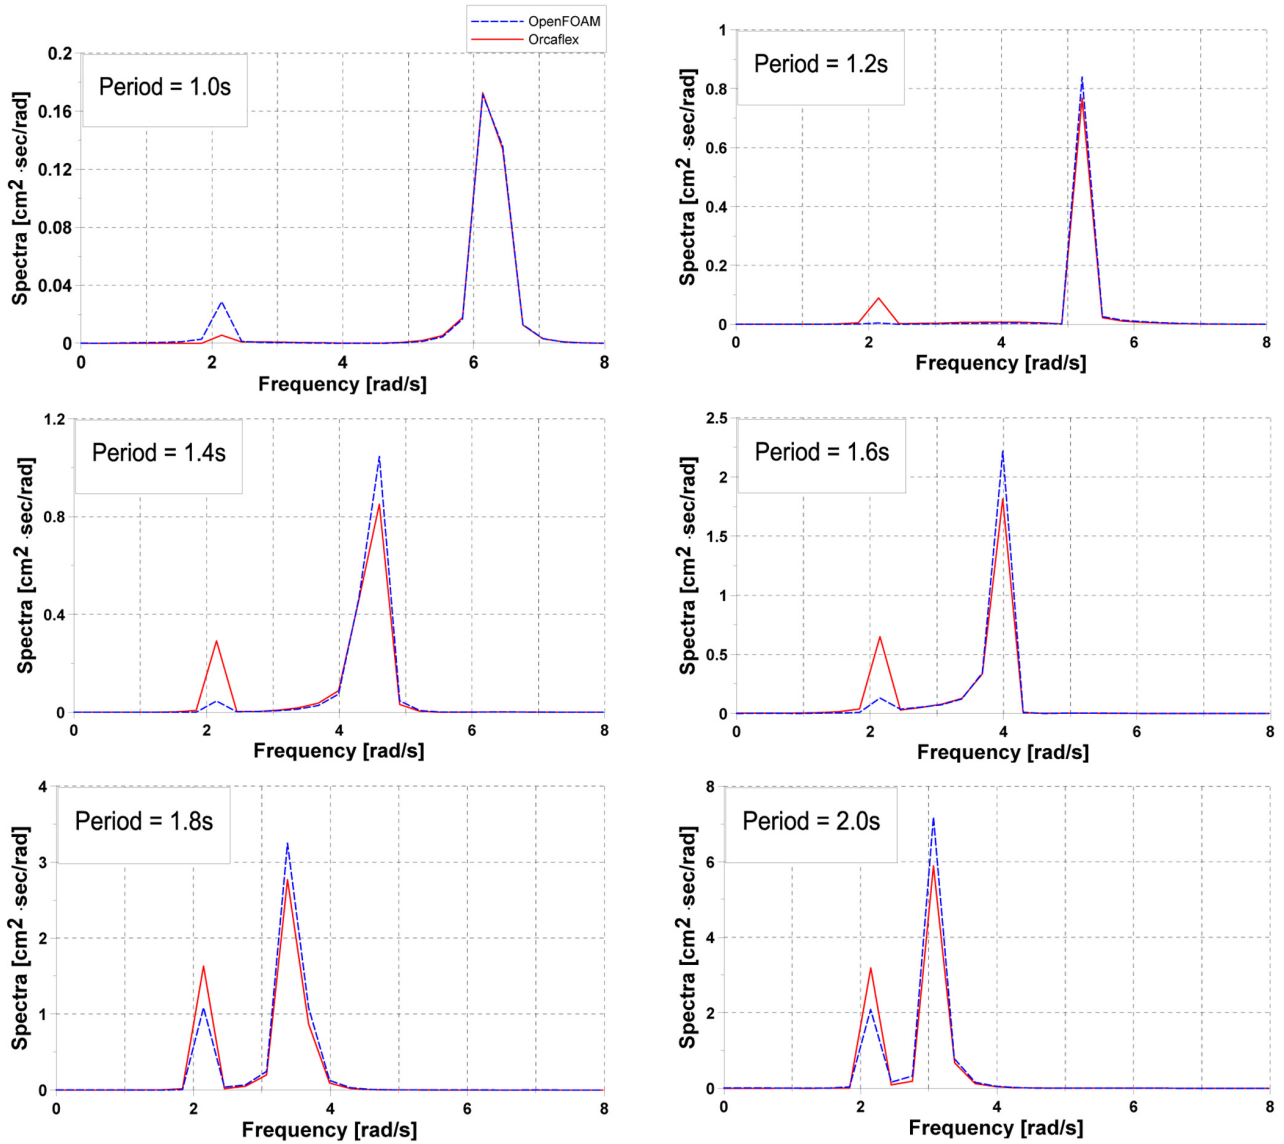 OpenFOAM
Orcaflex
Period = 1.0s
Spectra [cm² ·sec/rad]
0.2
0.16
0.12
0.08
0.04
0
0 2 4 6 8
Frequency [rad/s]
Period = 1.2s
Spectra [cm² ·sec/rad]
1
0.8
0.6
0.4
0.2
0
0 2 4 6 8
Frequency [rad/s]
Period = 1.4s
Spectra [cm² ·sec/rad]
1.2
0.8
0.4
0
0 2 4 6 8
Frequency [rad/s]
Period = 1.6s
Spectra [cm² ·sec/rad]
2.5
2
1.5
1
0.5
0
0 2 4 6 8
Frequency [rad/s]
Period = 1.8s
Spectra [cm² ·sec/rad]
4
3
2
1
0
0 2 4 6 8
Frequency [rad/s]
Period = 2.0s
Spectra [cm² ·sec/rad]
8
6
4
2
0
0 2 4 6 8
Frequency [rad/s]